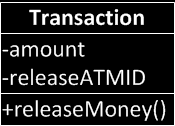 Transaction
-amount
-releaseATMID
+releaseMoney()